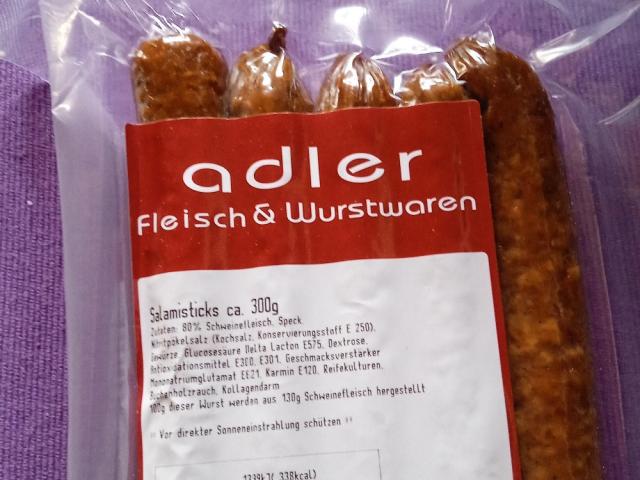 adler
Fleisch & Wurstwaren
Salamisticks ca. 300g
Zutaten: 80% Schweinefleisch, Speck,
Nitritpökelsalz (Kochsalz, Konservierungsstoff E 250),
Gewürze, Glucosesäure Delta Lacton E575, Dextrose,
Antioxidationsmittel E300, E301, Geschmacksverstärker
Mononatriumglutamat E621, Karmin E120, Reifekulturen,
Buchenholzrauch, Kollagendarm
100g dieser Wurst werden aus 130g Schweinefleisch hergestellt
Vor direkter Sonneneinstrahlung schützen
1339kJ( 338kcal)